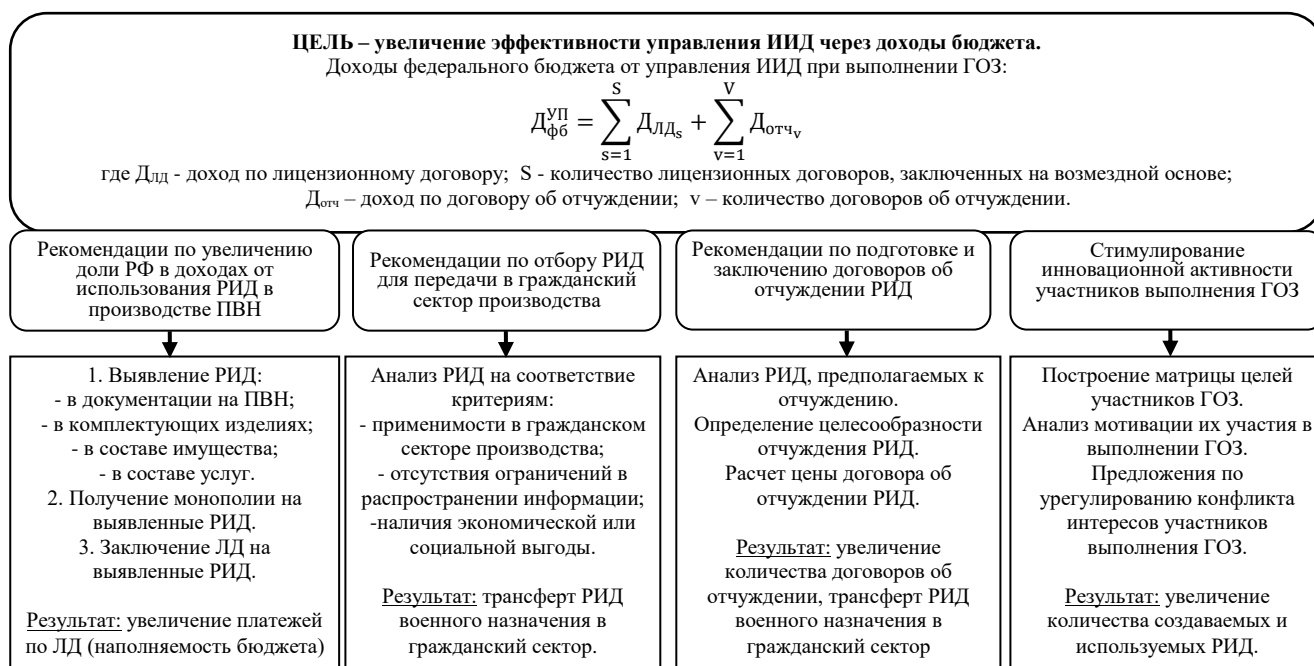 ЦЕЛЬ – увеличение эффективности управления ИИД через доходы бюджета.
Доходы федерального бюджета от управления ИИД при выполнении ГОЗ:
Д_фб^УП = ∑_{s=1}^{S} Д_ЛД_s + ∑_{v=1}^{V} Д_отч_v
где Д_ЛД - доход по лицензионному договору; S - количество лицензионных договоров, заключенных на возмездной основе;
Д_отч – доход по договору об отчуждении; v – количество договоров об отчуждении.
Рекомендации по увеличению
доли РФ в доходах от
использования РИД в
производстве ПВН
Рекомендации по отбору РИД
для передачи в гражданский
сектор производства
Рекомендации по подготовке и
заключению договоров об
отчуждении РИД
Стимулирование
инновационной активности
участников выполнения ГОЗ
1. Выявление РИД:
- в документации на ПВН;
- в комплектующих изделиях;
- в составе имущества;
- в составе услуг.
2. Получение монополии на
выявленные РИД.
3. Заключение ЛД на
выявленные РИД.
Результат: увеличение платежей
по ЛД (наполняемость бюджета)
Анализ РИД на соответствие
критериям:
- применимости в гражданском
секторе производства;
- отсутствия ограничений в
распространении информации;
-наличия экономической или
социальной выгоды.
Результат: трансферт РИД
военного назначения в
гражданский сектор.
Анализ РИД, предполагаемых к
отчуждению.
Определение целесообразности
отчуждения РИД.
Расчет цены договора об
отчуждении РИД.
Результат: увеличение
количества договоров об
отчуждении, трансферт РИД
военного назначения в
гражданский сектор
Построение матрицы целей
участников ГОЗ.
Анализ мотивации их участия в
выполнении ГОЗ.
Предложения по
урегулированию конфликта
интересов участников
выполнения ГОЗ.
Результат: увеличение
количества создаваемых и
используемых РИД.